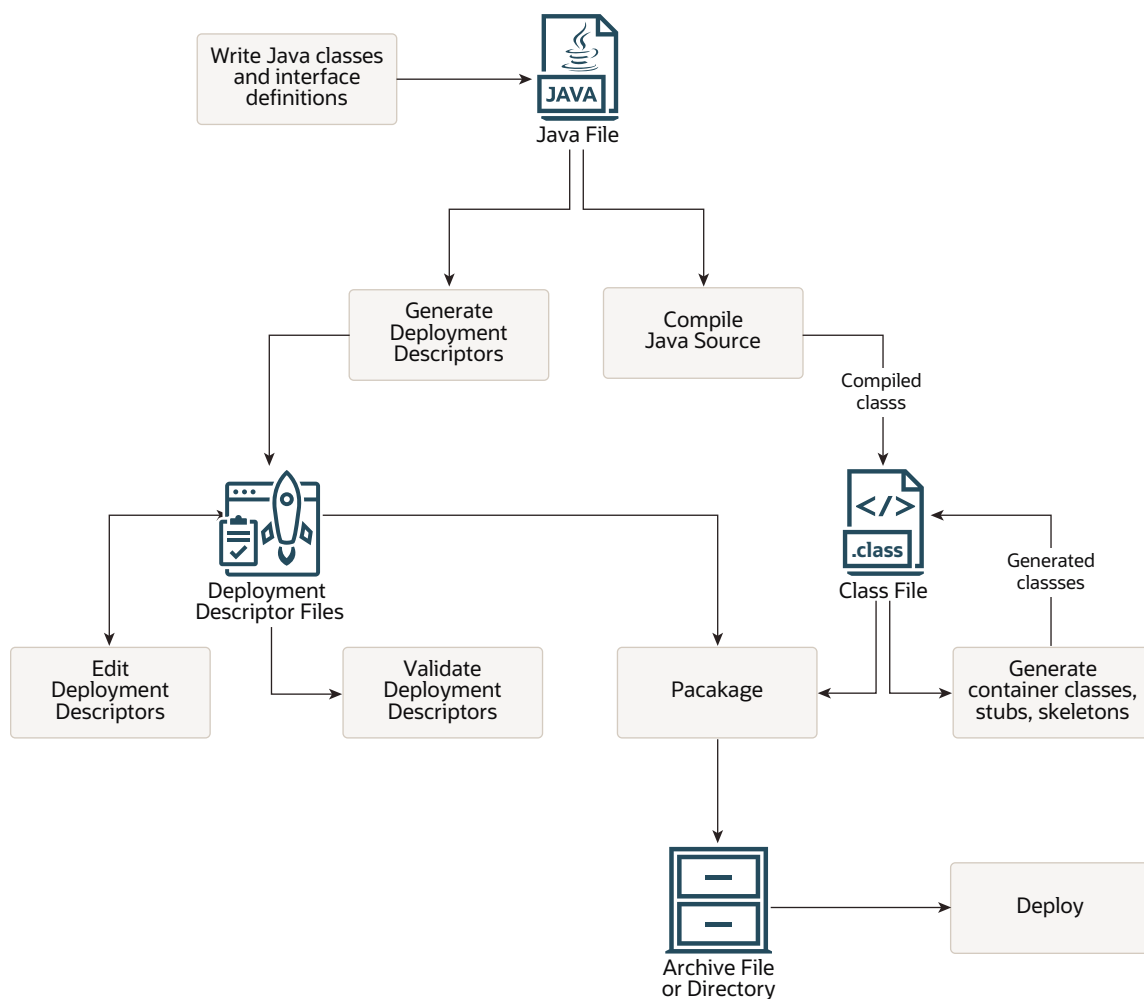 Write Java classes
and interface
definitions
JAVA
Java File
Generate
Deployment
Descriptors
Compile
Java Source
Compiled
classs
</>
.class
Class File
Generated
classses
Deployment
Descriptor Files
Edit
Deployment
Descriptors
Validate
Deployment
Descriptors
Pacakage
Generate
container classes,
stubs, skeletons
Archive File
or Directory
Deploy